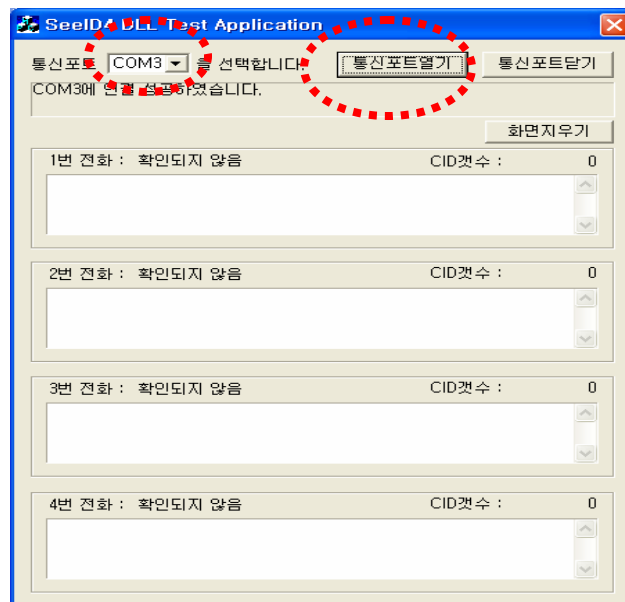 SeeID4 DLL Test Application
통신포트 COM3 를 선택합니다. 통신포트열기 통신포트닫기
COM3에 연결 성공하였습니다.
화면지우기
1번 전화 : 확인되지 않음 CID갯수 : 0
2번 전화 : 확인되지 않음 CID갯수 : 0
3번 전화 : 확인되지 않음 CID갯수 : 0
4번 전화 : 확인되지 않음 CID갯수 : 0